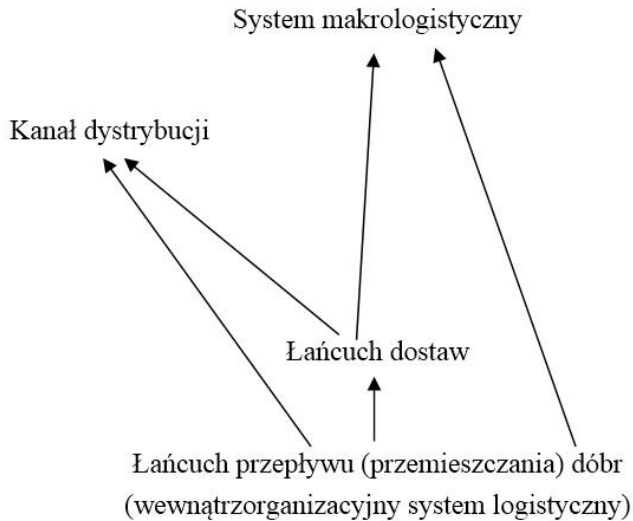 System makrologistyczny
Kanał dystrybucji
Łańcuch dostaw
Łańcuch przepływu (przemieszczania) dóbr
(wewnątrzorganizacyjny system logistyczny)